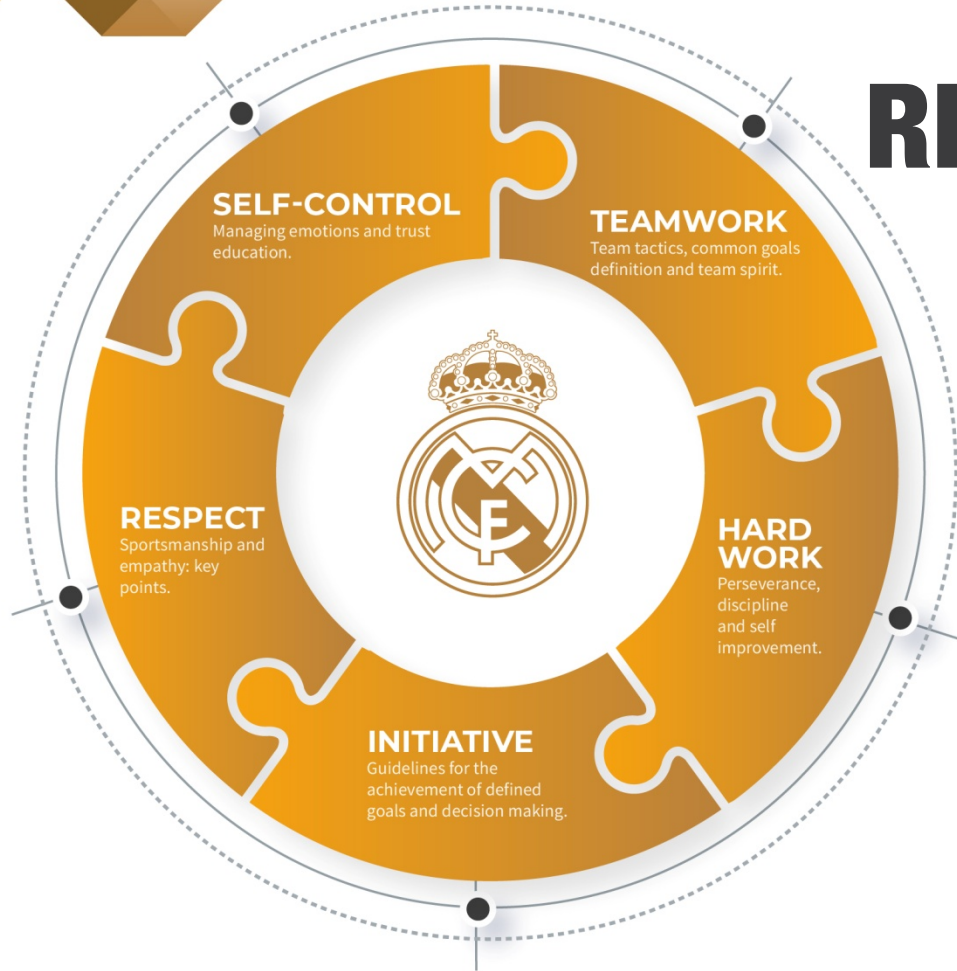 SELF-CONTROL
Managing emotions and trust
education.
TEAMWORK
Team tactics, common goals
definition and team spirit.
RESPECT
Sportsmanship and
empathy: key
points.
HARD
WORK
Perseverance,
discipline
and self
improvement.
INITIATIVE
Guidelines for the
achievement of defined
goals and decision making.